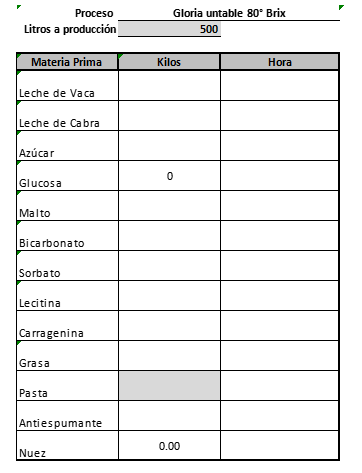 Proceso Gloria untable 80° Brix
Litros a producción 500
Materia Prima Kilos Hora
Leche de Vaca
Leche de Cabra
Azúcar
Glucosa 0
Malto
Bicarbonato
Sorbato
Lecitina
Carragenina
Grasa
Pasta
Antiespumante
Nuez 0.00